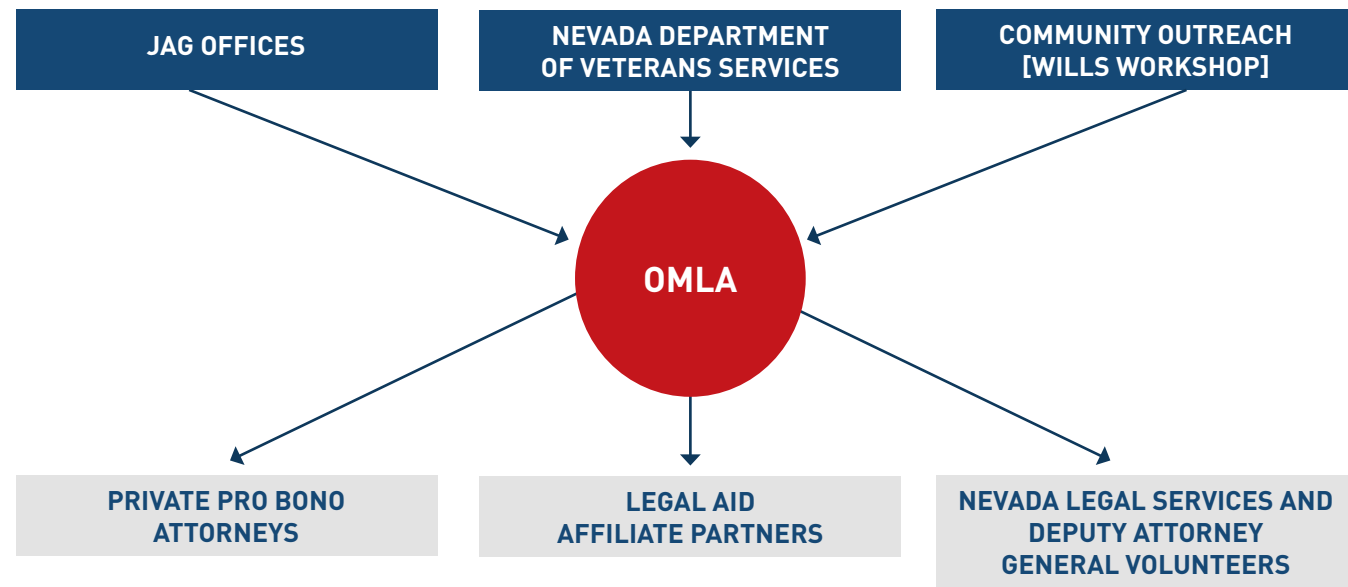 JAG OFFICES
NEVADA DEPARTMENT
OF VETERANS SERVICES
COMMUNITY OUTREACH
[WILLS WORKSHOP]
OMLA
PRIVATE PRO BONO
ATTORNEYS
LEGAL AID
AFFILIATE PARTNERS
NEVADA LEGAL SERVICES AND
DEPUTY ATTORNEY
GENERAL VOLUNTEERS